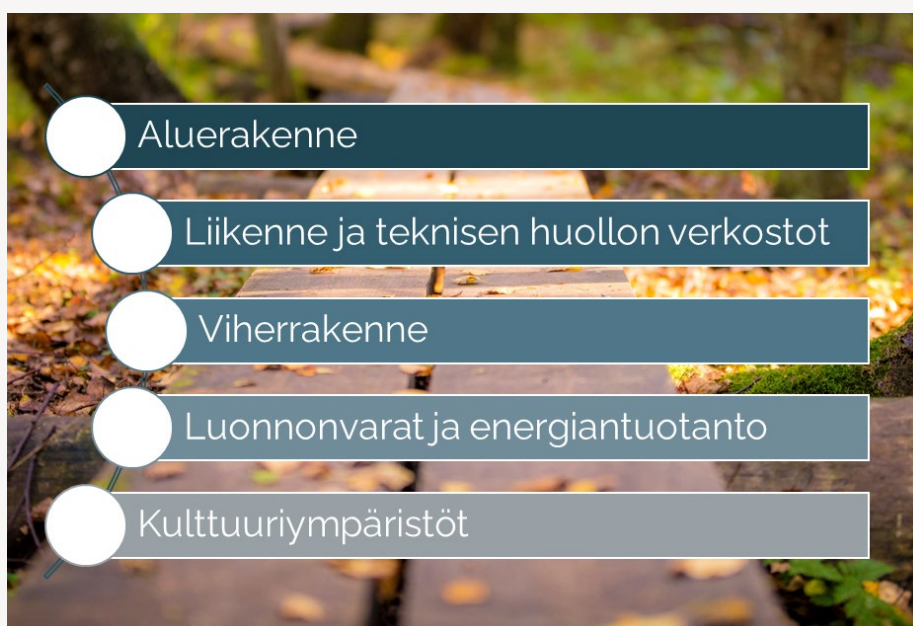 Aluerakenne
Liikenne ja teknisen huollon verkostot
Viherrakenne
Luonnonvarat ja energiantuotanto
Kulttuuriympäristöt